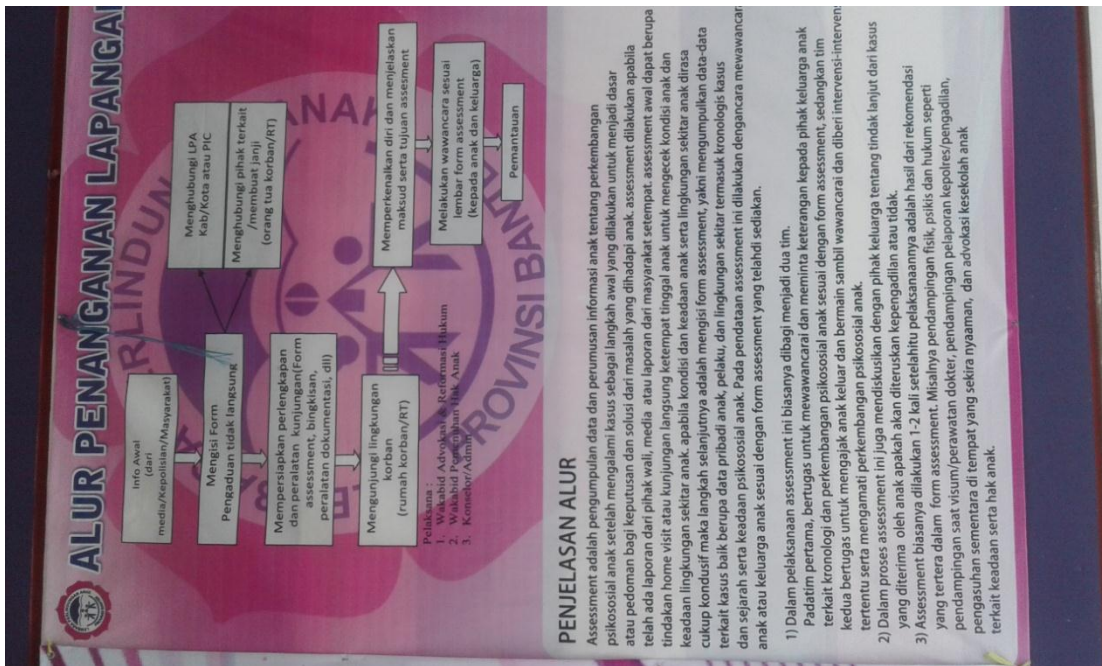 ALUR PENANGANAN LAPANGAN
Info Awal
(dari
media/Kepolisian/Masyarakat)
Mengisi Form
Pengaduan tidak langsung
Mempersiapkan perlengkapan
dan peralatan kunjungan(Form
assessment, bingkisan,
peralatan dokumentasi, dll)
Mengunjungi lingkungan
korban
(rumah korban/RT)
Menghubungi LPA
Kab/Kota atau PIC
Menghubungi pihak terkait
/membuat janji
(orang tua korban/RT)
Memperkenalkan diri dan menjelaskan
maksud serta tujuan assesment
Melakukan wawancara sesuai
lembar form assessment
(kepada anak dan keluarga)
Pemantauan
Pelaksana :
1. Wakabid Advokasi & Reformasi Hukum
2. Wakabid Pemenuhan Hak Anak
3. Konselor/Admin
PROVINSI BANTEN
PENJELASAN ALUR
Assessment adalah pengumpulan data dan perumusan informasi anak tentang perkembangan
psikososial anak setelah mengalami kasus sebagai langkah awal yang dilakukan untuk menjadi dasar
atau pedoman bagi keputusan dan solusi dari masalah yang dihadapi anak. assessment dilakukan apabila
telah ada laporan dari pihak wali, media atau laporan dari masyarakat setempat. assessment awal dapat berupa
tindakan home visit atau kunjungan langsung ketempat tinggal anak untuk mengecek kondisi anak dan
keadaan lingkungan sekitar anak. apabila kondisi dan keadaan anak serta lingkungan sekitar anak dirasa
cukup kondusif maka langkah selanjutnya adalah mengisi form assessment, yakni mengumpulkan data-data
terkait kasus baik berupa data pribadi anak, pelaku, dan lingkungan sekitar termasuk kronologis kasus
dan sejarah serta keadaan psikososial anak. Pada pendataan assessment ini dilakukan dengancara mewawancar
anak atau keluarga anak sesuai dengan form assessment yang telahdi sediakan.
1) Dalam pelaksanaan assessment ini biasanya dibagi menjadi dua tim.
Padatim pertama, bertugas untuk mewawancarai dan meminta keterangan kepada pihak keluarga anak
terkait kronologi dan perkembangan psikososial anak sesuai dengan form assessment, sedangkan tim
kedua bertugas untuk mengajak anak keluar dan bermain sambil wawancarai dan diberi intervensi-interven
tertentu serta mengamati perkembangan psikososial anak.
2) Dalam proses assessment ini juga mendiskusikan dengan pihak keluarga tentang tindak lanjut dari kasus
yang diterima oleh anak apakah akan diteruskan kepengadilan atau tidak.
3) Assessment biasanya dilakukan 1-2 kali setelahitu pelaksanaannya adalah hasil dari rekomendasi
yang tertera dalam form assessment. Misalnya pendampingan fisik, psikis dan hukum seperti
pendampingan saat visum/perawatan dokter, pendampingan pelaporan kepolres/pengadilan,
pengasuhan sementara di tempat yang sekira nyaman, dan advokasi kesekolah anak
terkait keadaan serta hak anak.